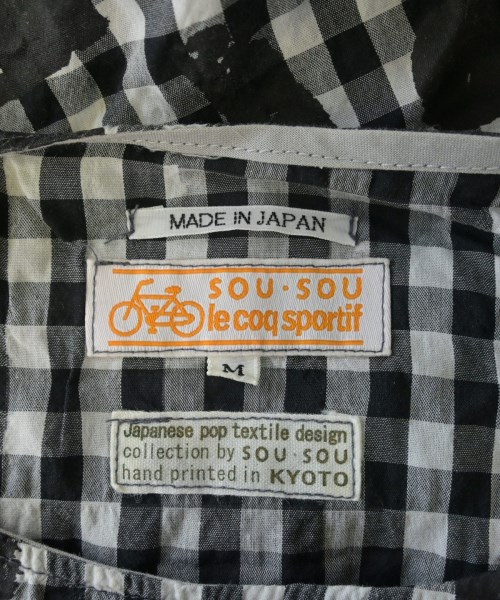 MADE IN JAPAN
SOU・SOU
le coq sportif
M
Japanese pop textile design
collection by SOU・SOU
hand printed in KYOTO